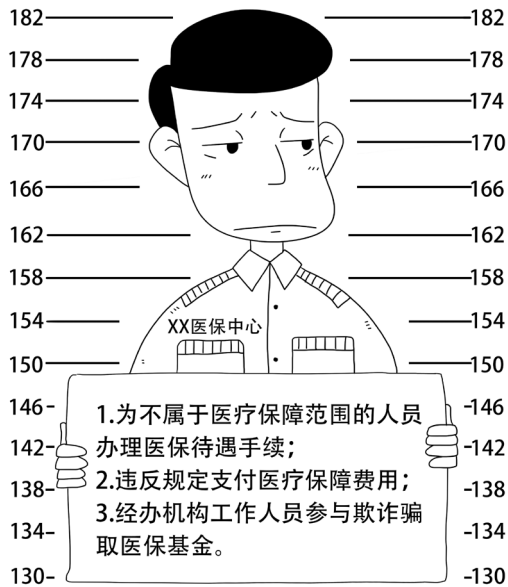 182 182
178 178
174 174
170 170
166 166
162 162
158 158
154 154
XX医保中心
150 150
146 146
1.为不属于医疗保障范围的人员
办理医保待遇手续；
142 142
2.违反规定支付医疗保障费用；
138 138
3.经办机构工作人员参与欺诈骗
取医保基金。
134 134
130 130